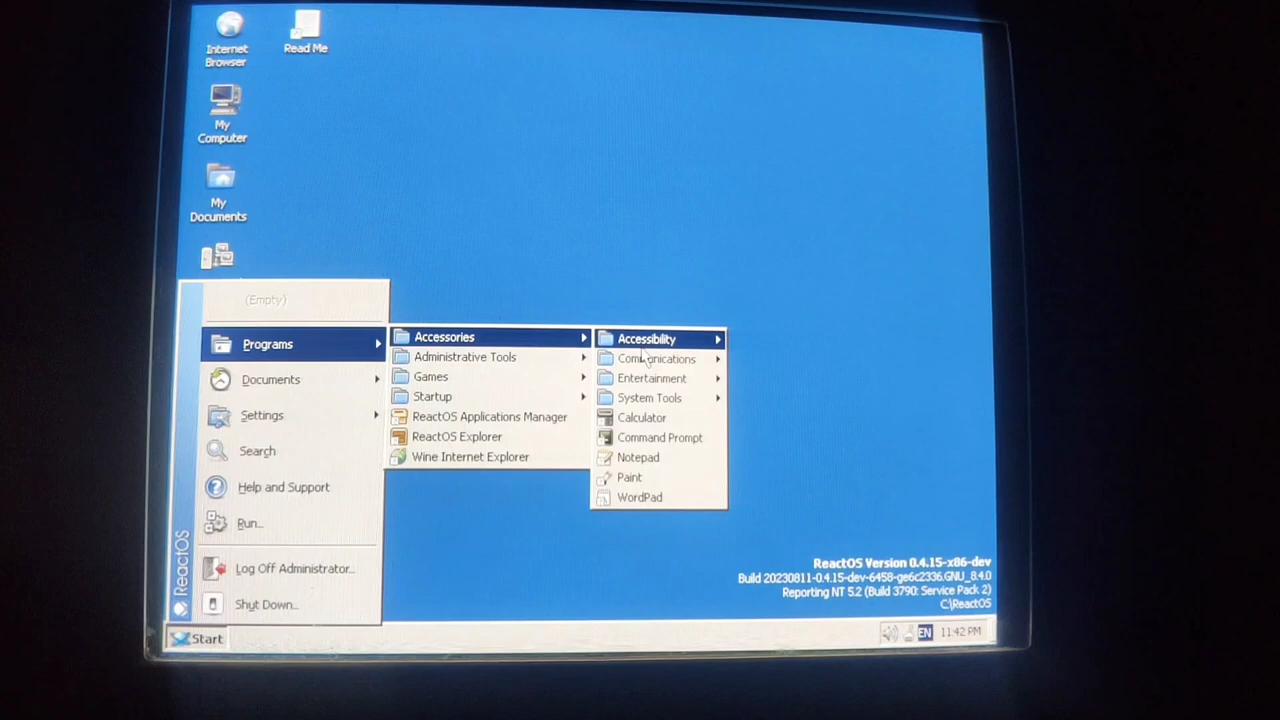 Internet
Browser
Read Me
My
Computer
My
Documents
(Empty)
Programs
Documents
Settings
Search
Help and Support
Run...
Log Off Administrator...
Shut Down...
ReactOS
Accessories
Administrative Tools
Games
Startup
ReactOS Applications Manager
ReactOS Explorer
Wine Internet Explorer
Accessibility
Communications
Entertainment
System Tools
Calculator
Command Prompt
Notepad
Paint
WordPad
ReactOS Version 0.4.15-x86-dev
Build 20230811-0.4.15-dev-6458-ge6c2336.GNU_8.4.0
Reporting NT 5.2 (Build 3790: Service Pack 2)
C:\ReactOS
Start
EN
11:42 PM